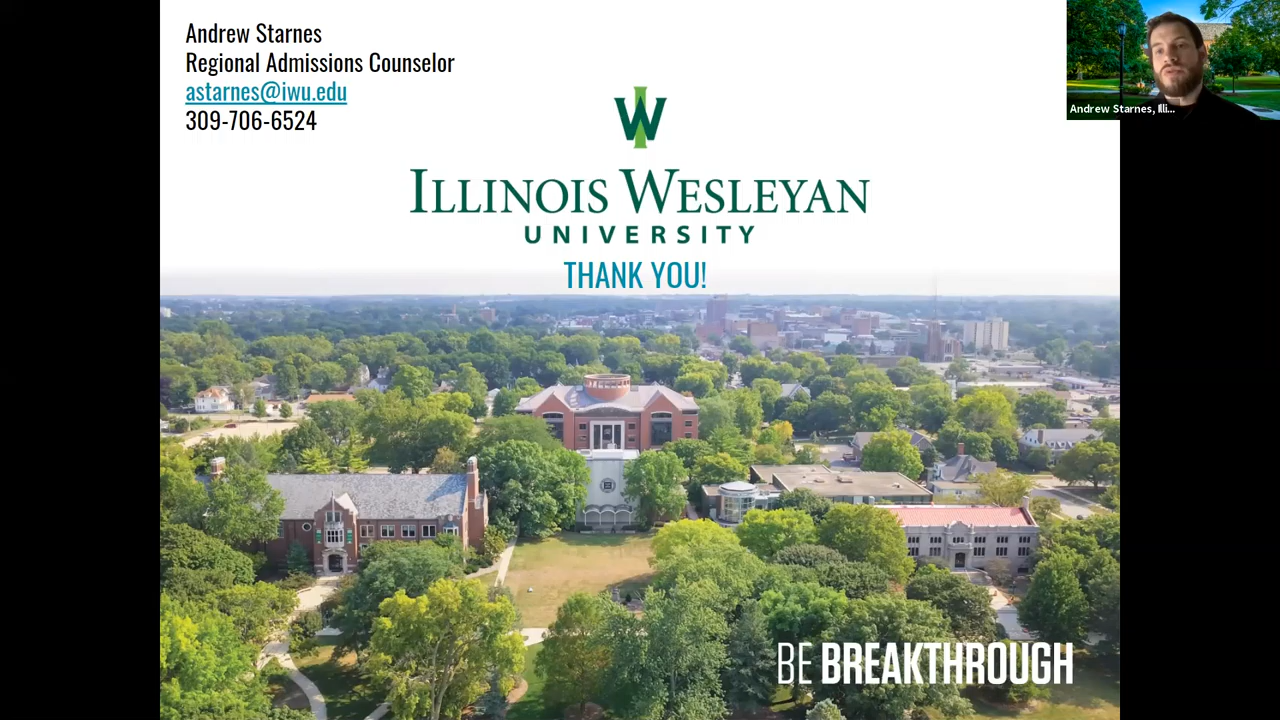 Andrew Starnes
Regional Admissions Counselor
astarnes@iwu.edu
309-706-6524
Andrew Starnes, Illi...
IW
ILLINOIS WESLEYAN
UNIVERSITY
THANK YOU!
BE BREAKTHROUGH